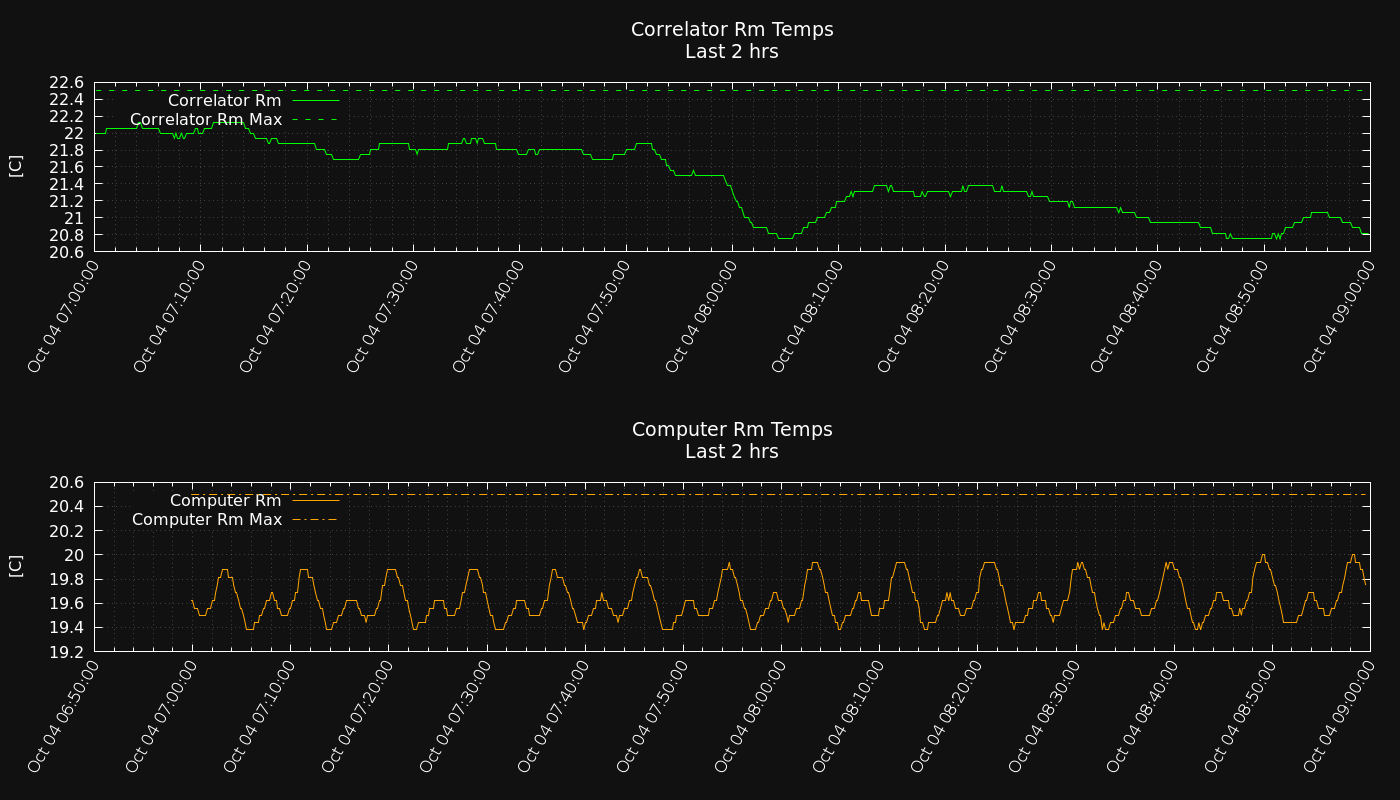 Correlator Rm Temps
Last 2 hrs
[C]
22.6
22.4
22.2
22
21.8
21.6
21.4
21.2
21
20.8
20.6
Correlator Rm
Correlator Rm Max
Oct 04 07:00:00
Oct 04 07:10:00
Oct 04 07:20:00
Oct 04 07:30:00
Oct 04 07:40:00
Oct 04 07:50:00
Oct 04 08:00:00
Oct 04 08:10:00
Oct 04 08:20:00
Oct 04 08:30:00
Oct 04 08:40:00
Oct 04 08:50:00
Oct 04 09:00:00
Computer Rm Temps
Last 2 hrs
[C]
20.6
20.4
20.2
20
19.8
19.6
19.4
19.2
Computer Rm
Computer Rm Max
Oct 04 06:50:00
Oct 04 07:00:00
Oct 04 07:10:00
Oct 04 07:20:00
Oct 04 07:30:00
Oct 04 07:40:00
Oct 04 07:50:00
Oct 04 08:00:00
Oct 04 08:10:00
Oct 04 08:20:00
Oct 04 08:30:00
Oct 04 08:40:00
Oct 04 08:50:00
Oct 04 09:00:00